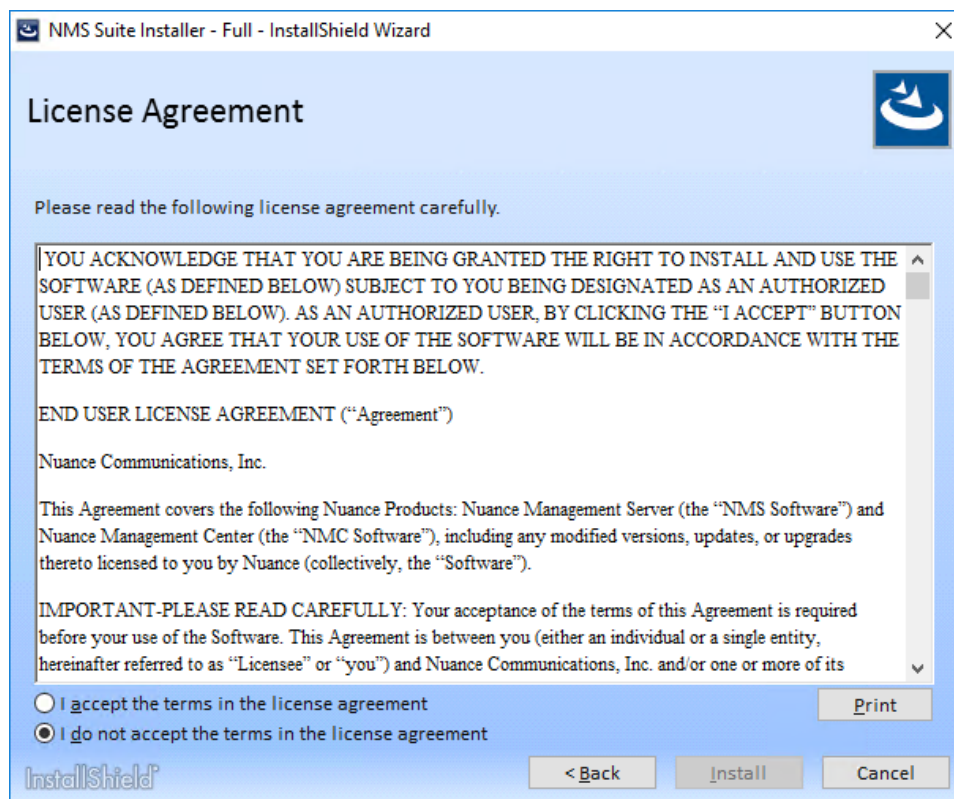 NMS Suite Installer - Full - InstallShield Wizard
License Agreement
Please read the following license agreement carefully.
YOU ACKNOWLEDGE THAT YOU ARE BEING GRANTED THE RIGHT TO INSTALL AND USE THE
SOFTWARE (AS DEFINED BELOW) SUBJECT TO YOU BEING DESIGNATED AS AN AUTHORIZED
USER (AS DEFINED BELOW). AS AN AUTHORIZED USER, BY CLICKING THE “I ACCEPT” BUTTON
BELOW, YOU AGREE THAT YOUR USE OF THE SOFTWARE WILL BE IN ACCORDANCE WITH THE
TERMS OF THE AGREEMENT SET FORTH BELOW.
END USER LICENSE AGREEMENT (“Agreement”)
Nuance Communications, Inc.
This Agreement covers the following Nuance Products: Nuance Management Server (the “NMS Software”) and
Nuance Management Center (the “NMC Software”), including any modified versions, updates, or upgrades
thereto licensed to you by Nuance (collectively, the “Software”).
IMPORTANT-PLEASE READ CAREFULLY: Your acceptance of the terms of this Agreement is required
before your use of the Software. This Agreement is between you (either an individual or a single entity,
hereinafter referred to as “Licensee” or “you”) and Nuance Communications, Inc. and/or one or more of its
I accept the terms in the license agreement
Print
I do not accept the terms in the license agreement
InstallShield
< Back
Install
Cancel